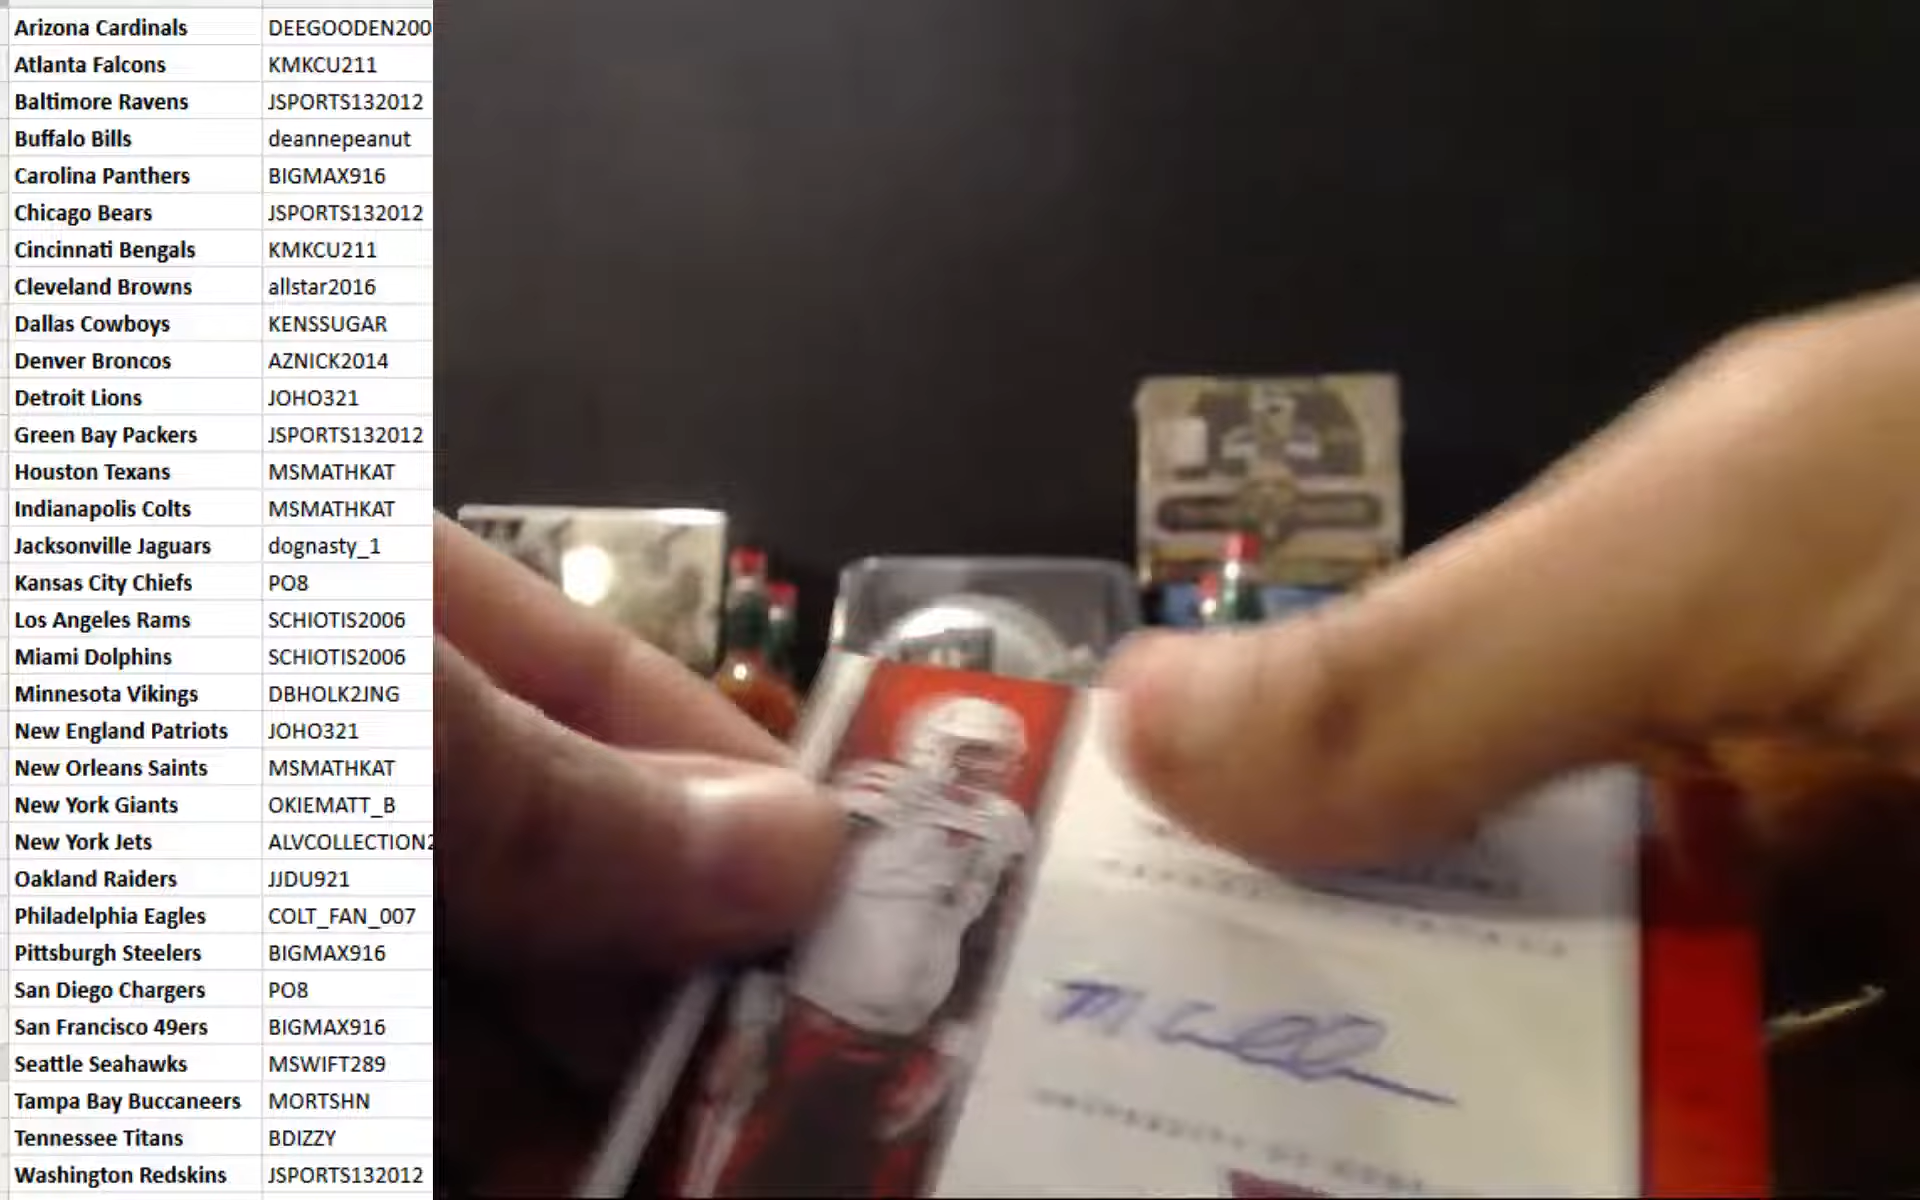 Arizona Cardinals DEEGOODEN200
Atlanta Falcons KMKCU211
Baltimore Ravens JSPORTS132012
Buffalo Bills deannepeanut
Carolina Panthers BIGMAX916
Chicago Bears JSPORTS132012
Cincinnati Bengals KMKCU211
Cleveland Browns allstar2016
Dallas Cowboys KENSSUGAR
Denver Broncos AZNICK2014
Detroit Lions JOHO321
Green Bay Packers JSPORTS132012
Houston Texans MSMATHKAT
Indianapolis Colts MSMATHKAT
Jacksonville Jaguars dognasty_1
Kansas City Chiefs PO8
Los Angeles Rams SCHIOTIS2006
Miami Dolphins SCHIOTIS2006
Minnesota Vikings DBHOLK2JNG
New England Patriots JOHO321
New Orleans Saints MSMATHKAT
New York Giants OKIEMATT_B
New York Jets ALVCOLLECTION2
Oakland Raiders JJDU921
Philadelphia Eagles COLT_FAN_007
Pittsburgh Steelers BIGMAX916
San Diego Chargers PO8
San Francisco 49ers BIGMAX916
Seattle Seahawks MSWIFT289
Tampa Bay Buccaneers MORTSHN
Tennessee Titans BDIZZY
Washington Redskins JSPORTS132012